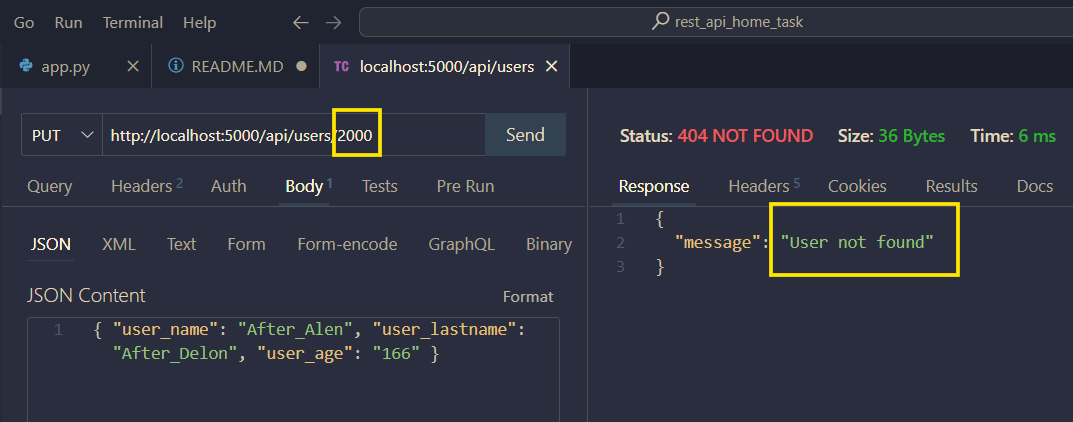 Go Run Terminal Help ← → rest_api_home_task
app.py × README.MD ● TC localhost:5000/api/users ×
PUT http://localhost:5000/api/users/2000 Send
Query Headers 2 Auth Body 1 Tests Pre Run
JSON XML Text Form Form-encode GraphQL Binary
JSON Content Format
1 { "user_name": "After_Alen", "user_lastname":
"After_Delon", "user_age": "166" }
Status: 404 NOT FOUND Size: 36 Bytes Time: 6 ms
Response Headers 5 Cookies Results Docs
1 {
2 "message": "User not found"
3 }